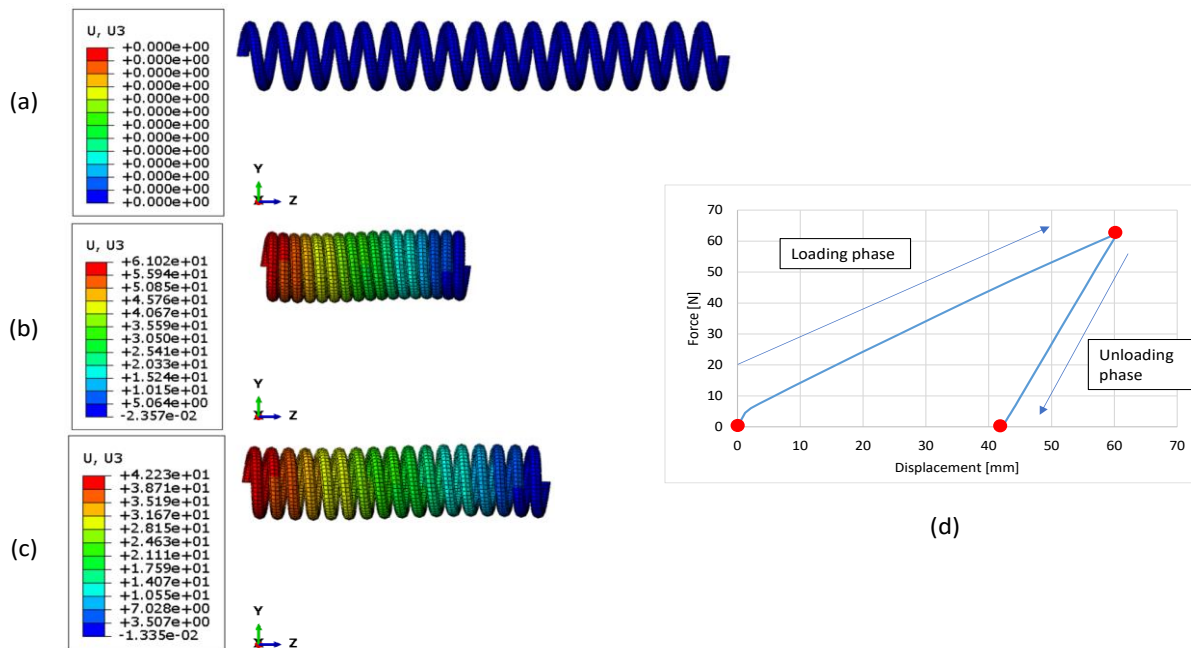 (a)
U, U3
+0.000e+00
+0.000e+00
+0.000e+00
+0.000e+00
+0.000e+00
+0.000e+00
+0.000e+00
+0.000e+00
+0.000e+00
+0.000e+00
+0.000e+00
+0.000e+00
+0.000e+00
Y
X Z
(b)
U, U3
+6.102e+01
+5.594e+01
+5.085e+01
+4.576e+01
+4.067e+01
+3.559e+01
+3.050e+01
+2.541e+01
+2.033e+01
+1.524e+01
+1.015e+01
+5.064e+00
-2.357e-02
Y
X Z
(c)
U, U3
+4.223e+01
+3.871e+01
+3.519e+01
+3.167e+01
+2.815e+01
+2.463e+01
+2.111e+01
+1.759e+01
+1.407e+01
+1.055e+01
+7.028e+00
+3.507e+00
-1.335e-02
Y
X Z
Force [N]
70
60
50
40
30
20
10
0
Loading phase
Unloading
phase
0 10 20 30 40 50 60 70
Displacement [mm]
(d)